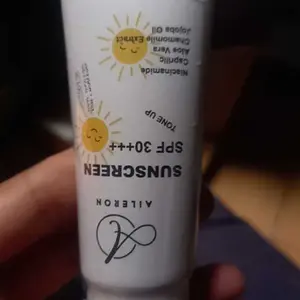 AILERON
SUNSCREEN
SPF 30+++
TONE UP
Niacinamide
Caprilic
Aloe Vera
Chamomile Extract
Jojoba Oil